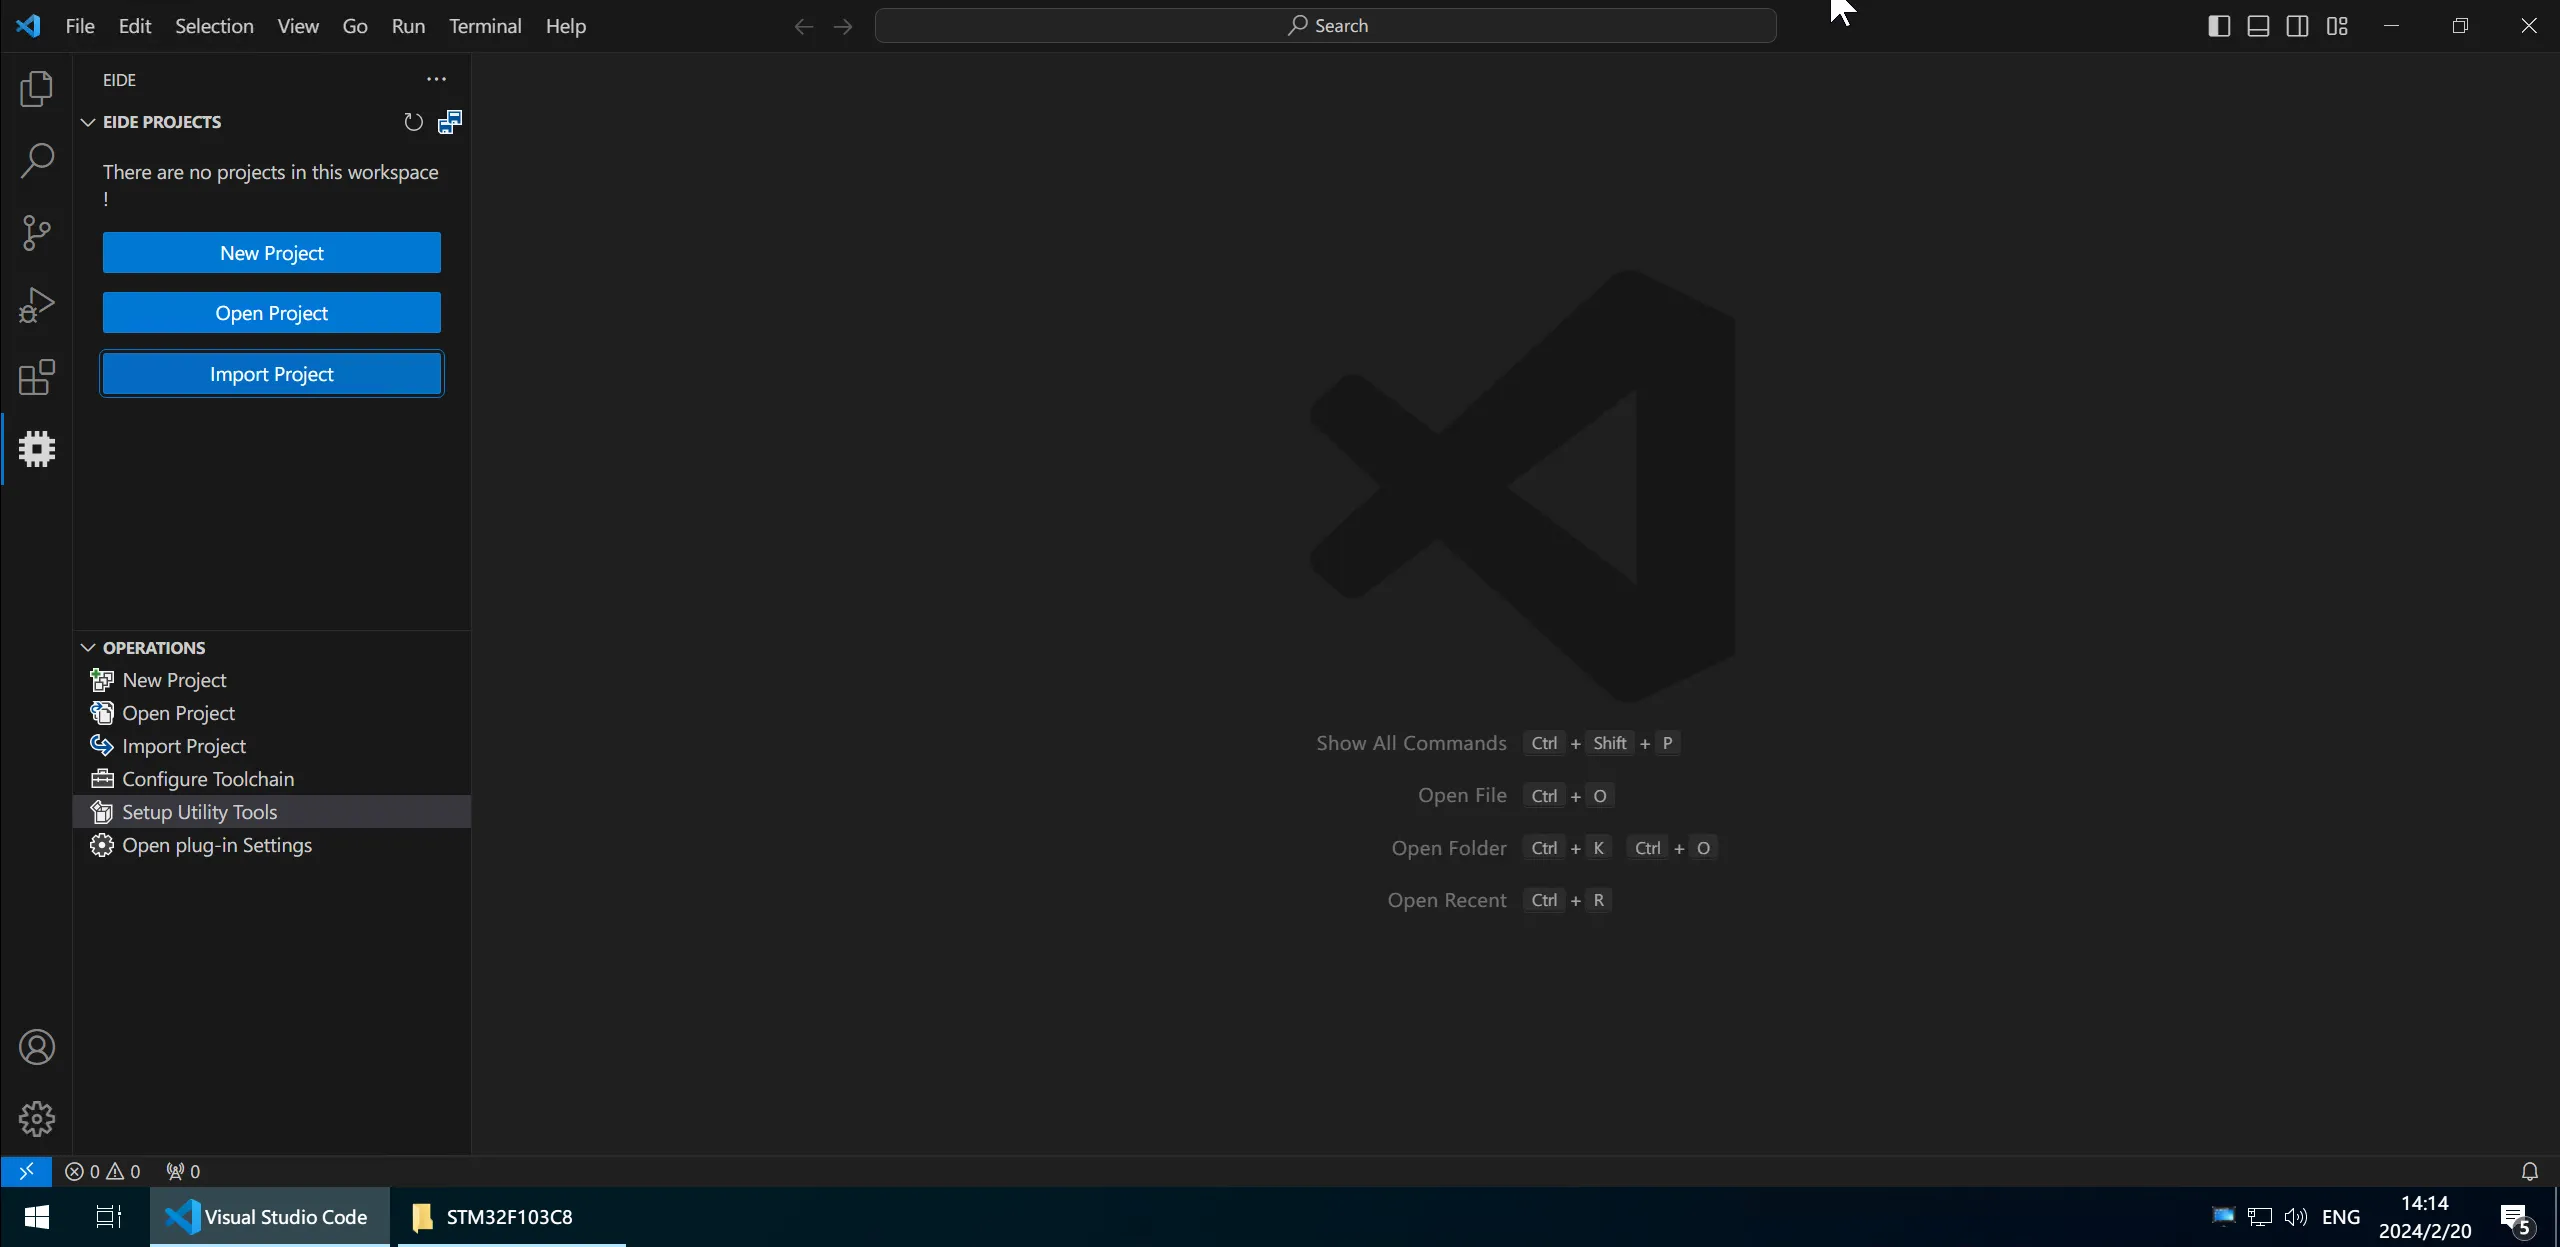 File Edit Selection View Go Run Terminal Help
Search
EIDE
EIDE PROJECTS
There are no projects in this workspace
!
New Project
Open Project
Import Project
OPERATIONS
New Project
Open Project
Import Project
Configure Toolchain
Setup Utility Tools
Open plug-in Settings
Show All Commands Ctrl + Shift + P
Open File Ctrl + O
Open Folder Ctrl + K Ctrl + O
Open Recent Ctrl + R
0 0 0
Visual Studio Code
STM32F103C8
ENG
14:14
2024/2/20
5